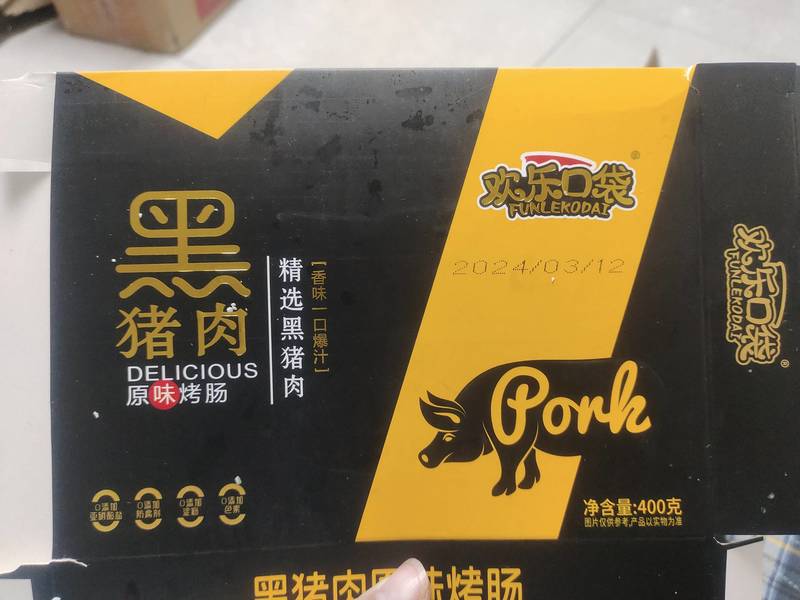 黑
猪肉
DELICIOUS
原味烤肠
精选黑猪肉
【香味一口爆汁】
欢乐口袋®
FUNLEKODAI
2024/03/12
Pork
0添加
亚硝酸盐
0添加
防腐剂
0添加
淀粉
0添加
色素
净含量:400克
图片仅供参考,产品以实物为准
欢乐口袋®
FUNLEKODAI
黑猪肉原味烤肠